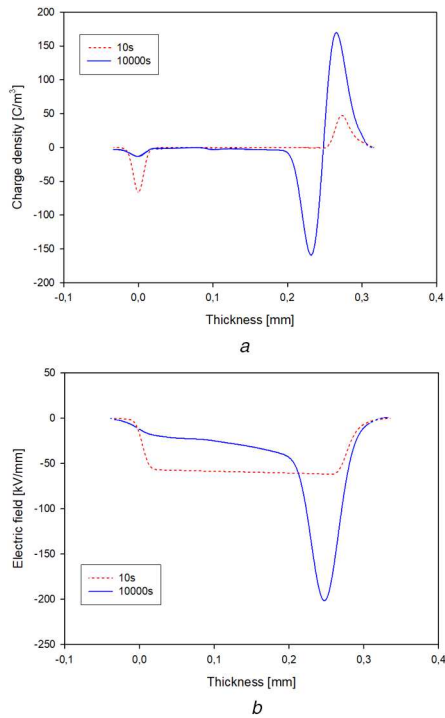 200
150
100
50
0
-50
-100
-150
-200
Charge density [C/m³]
10s
10000s
-0,1 0,0 0,1 0,2 0,3 0,4
Thickness [mm]
a
50
0
-50
-100
-150
-200
-250
Electric field [kV/mm]
10s
10000s
-0,1 0,0 0,1 0,2 0,3 0,4
Thickness [mm]
b